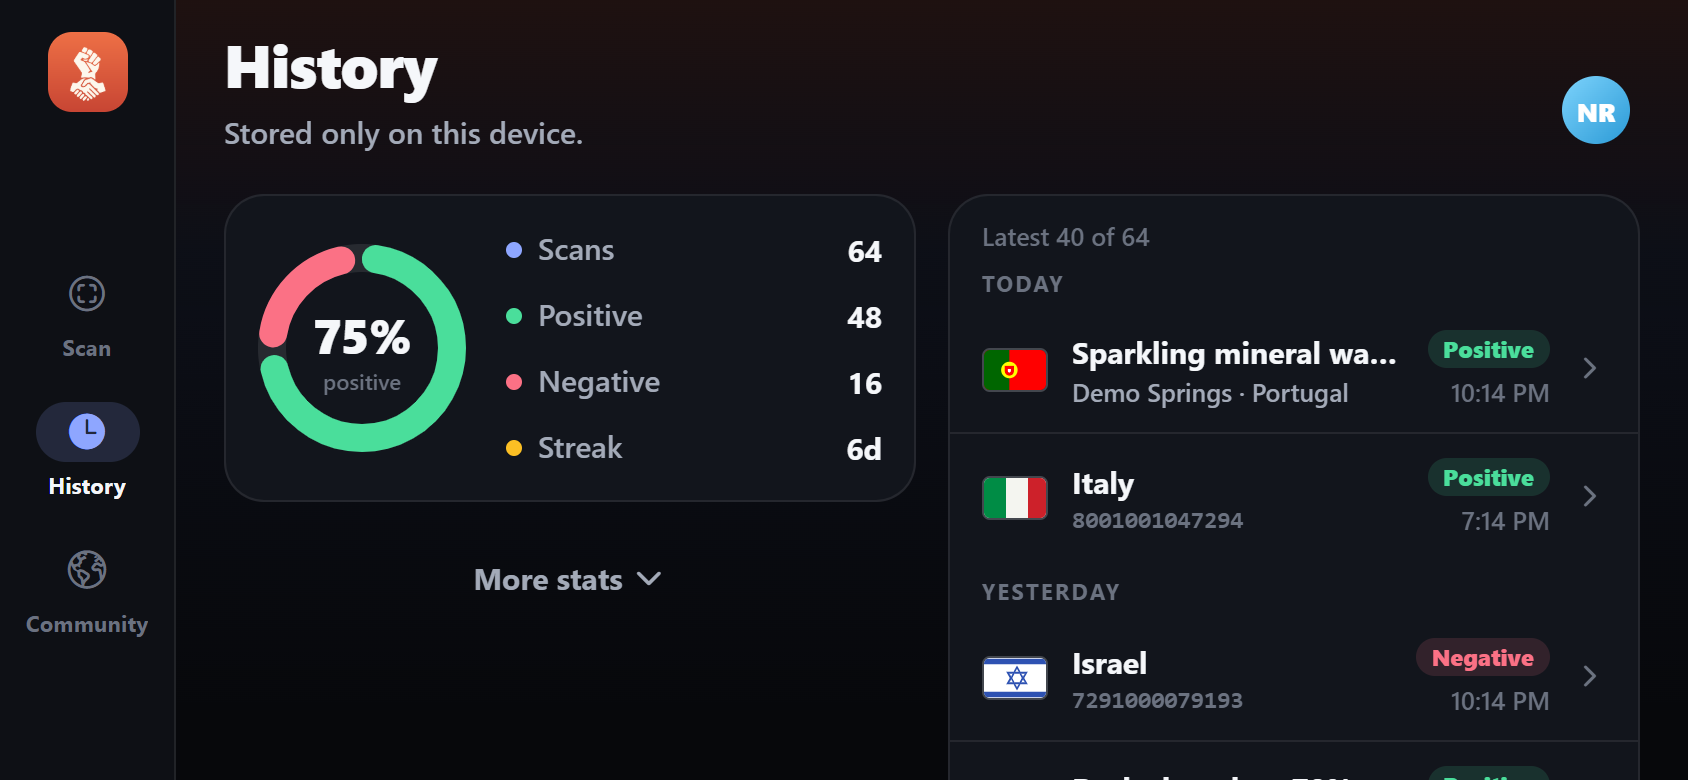 History
Stored only on this device.
NR
Scan
History
Community
75%
positive
Scans 64
Positive 48
Negative 16
Streak 6d
More stats
Latest 40 of 64
TODAY
Sparkling mineral wa... Positive
Demo Springs · Portugal 10:14 PM
Italy Positive
8001001047294 7:14 PM
YESTERDAY
Israel Negative
7291000079193 10:14 PM